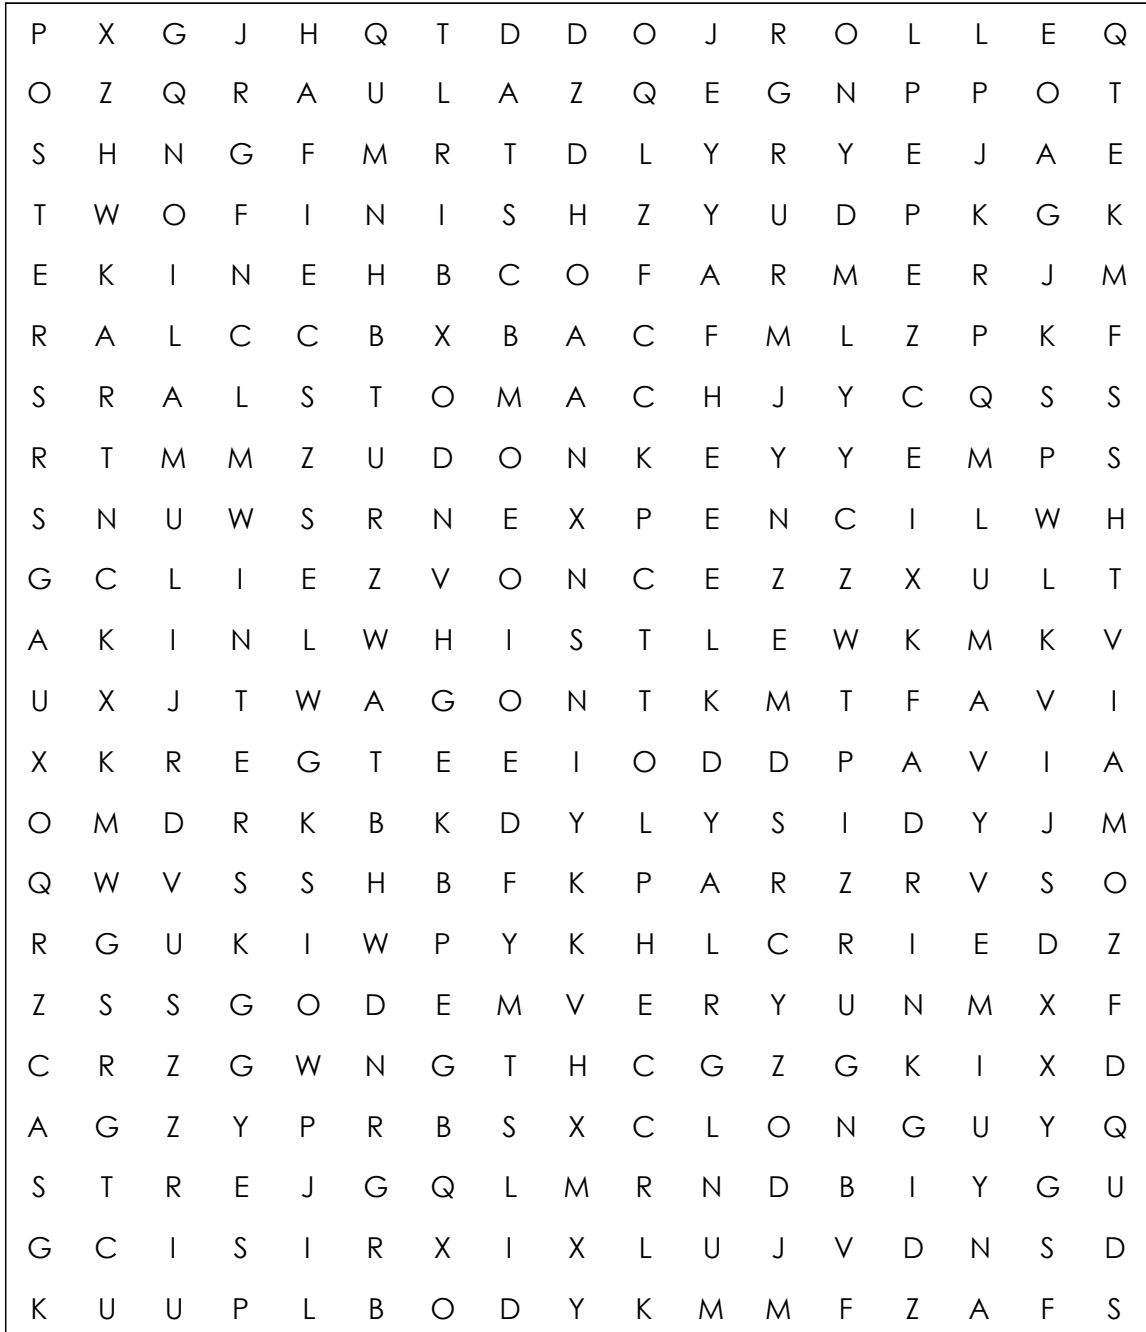 P X G J H Q T D D O J R O L L E Q
O Z Q R A U L A Z Q E G N P P O T
S H N G F M R T D L Y R Y E J A E
T W O F I N I S H Z Y U D P K G K
E K I N E H B C O F A R M E R J M
R A L C C B X B A C F M L Z P K F
S R A L S T O M A C H J Y C Q S S
R T M M Z U D O N K E Y Y E M P S
S N U W S R N E X P E N C I L W H
G C L I E Z V O N C E Z Z X U L T
A K I N L W H I S T L E W K M K V
U X J T W A G O N T K M T F A V I
X K R E G T E E I O D D P A V I A
O M D R K B K D Y L Y S I D Y J M
Q W V S S H B F K P A R Z R V S O
R G U K I W P Y K H L C R I E D Z
Z S S G O D E M V E R Y U N M X F
C R Z G W N G T H C G Z G K I X D
A G Z Y P R B S X C L O N G U Y Q
S T R E J G Q L M R N D B I Y G U
G C I S I R X I X L U J V D N S D
K U U P L B O D Y K M M F Z A F S